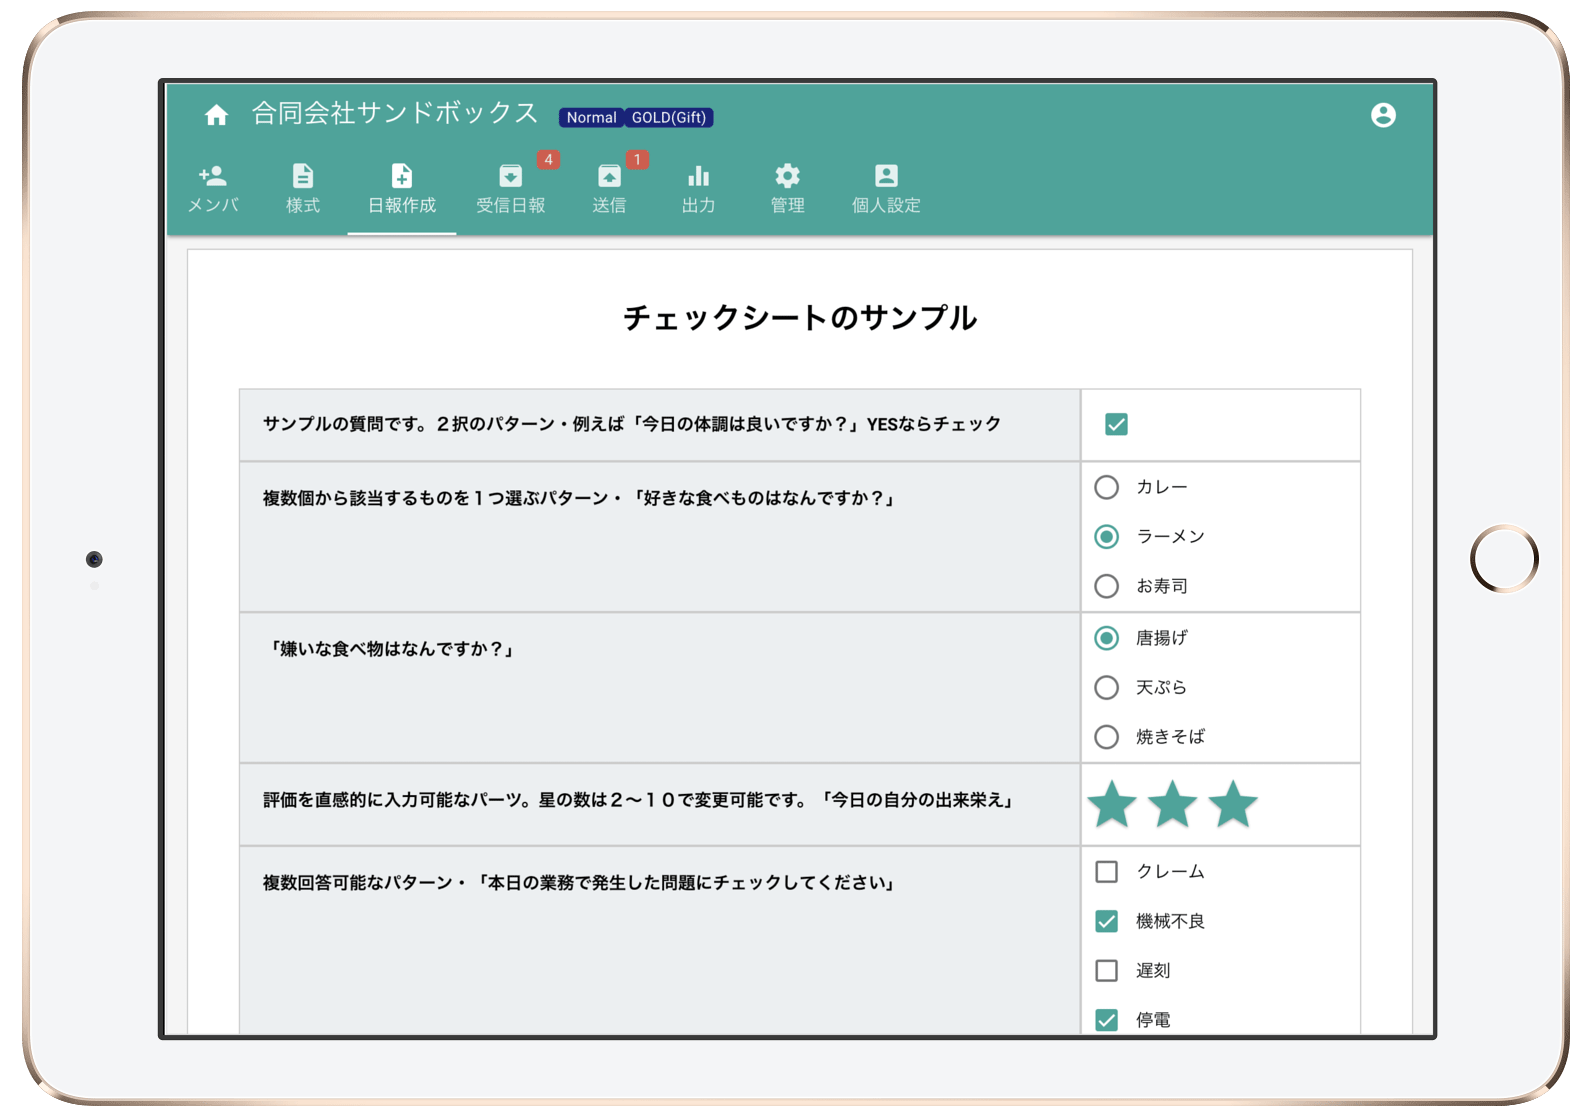 合同会社サンドボックス Normal GOLD(Gift)
4 1
メンバ 様式 日報作成 受信日報 送信 出力 管理 個人設定
チェックシートのサンプル
サンプルの質問です。２択のパターン・例えば「今日の体調は良いですか？」YESならチェック
複数個から該当するものを１つ選ぶパターン・「好きな食べものはなんですか？」
カレー
ラーメン
お寿司
「嫌いな食べ物はなんですか？」
唐揚げ
天ぷら
焼きそば
評価を直感的に入力可能なパーツ。星の数は２〜１０で変更可能です。「今日の自分の出来栄え」
複数回答可能なパターン・「本日の業務で発生した問題にチェックしてください」
クレーム
機械不良
遅刻
停電